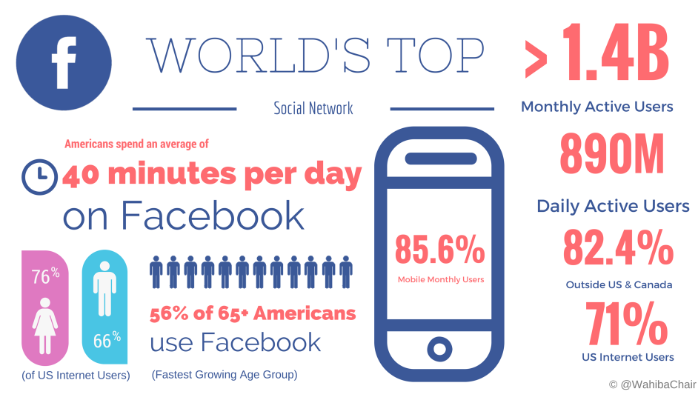 f
WORLD'S TOP
Social Network
> 1.4B
Monthly Active Users
890M
Daily Active Users
82.4%
Outside US & Canada
71%
US Internet Users
Americans spend an average of
40 minutes per day
on Facebook
76%
66%
(of US Internet Users)
56% of 65+ Americans
use Facebook
(Fastest Growing Age Group)
85.6%
Mobile Monthly Users
© @WahibaChair